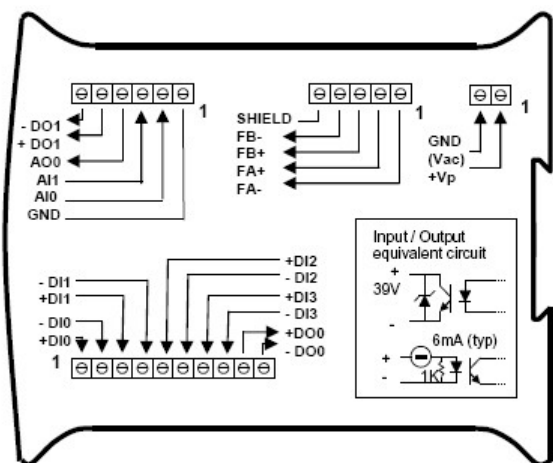 1
- DO1
+ DO1
AO0
AI1
AI0
GND
1
SHIELD
FB-
FB+
FA+
FA-
1
GND
(Vac)
+Vp
+DI2
- DI2
- DI1
+DI1
+DI3
- DI3
- DI0
+DI0
+DO0
- DO0
1
Input / Output
equivalent circuit
+
39V
-
6mA (typ)
+
-
1K